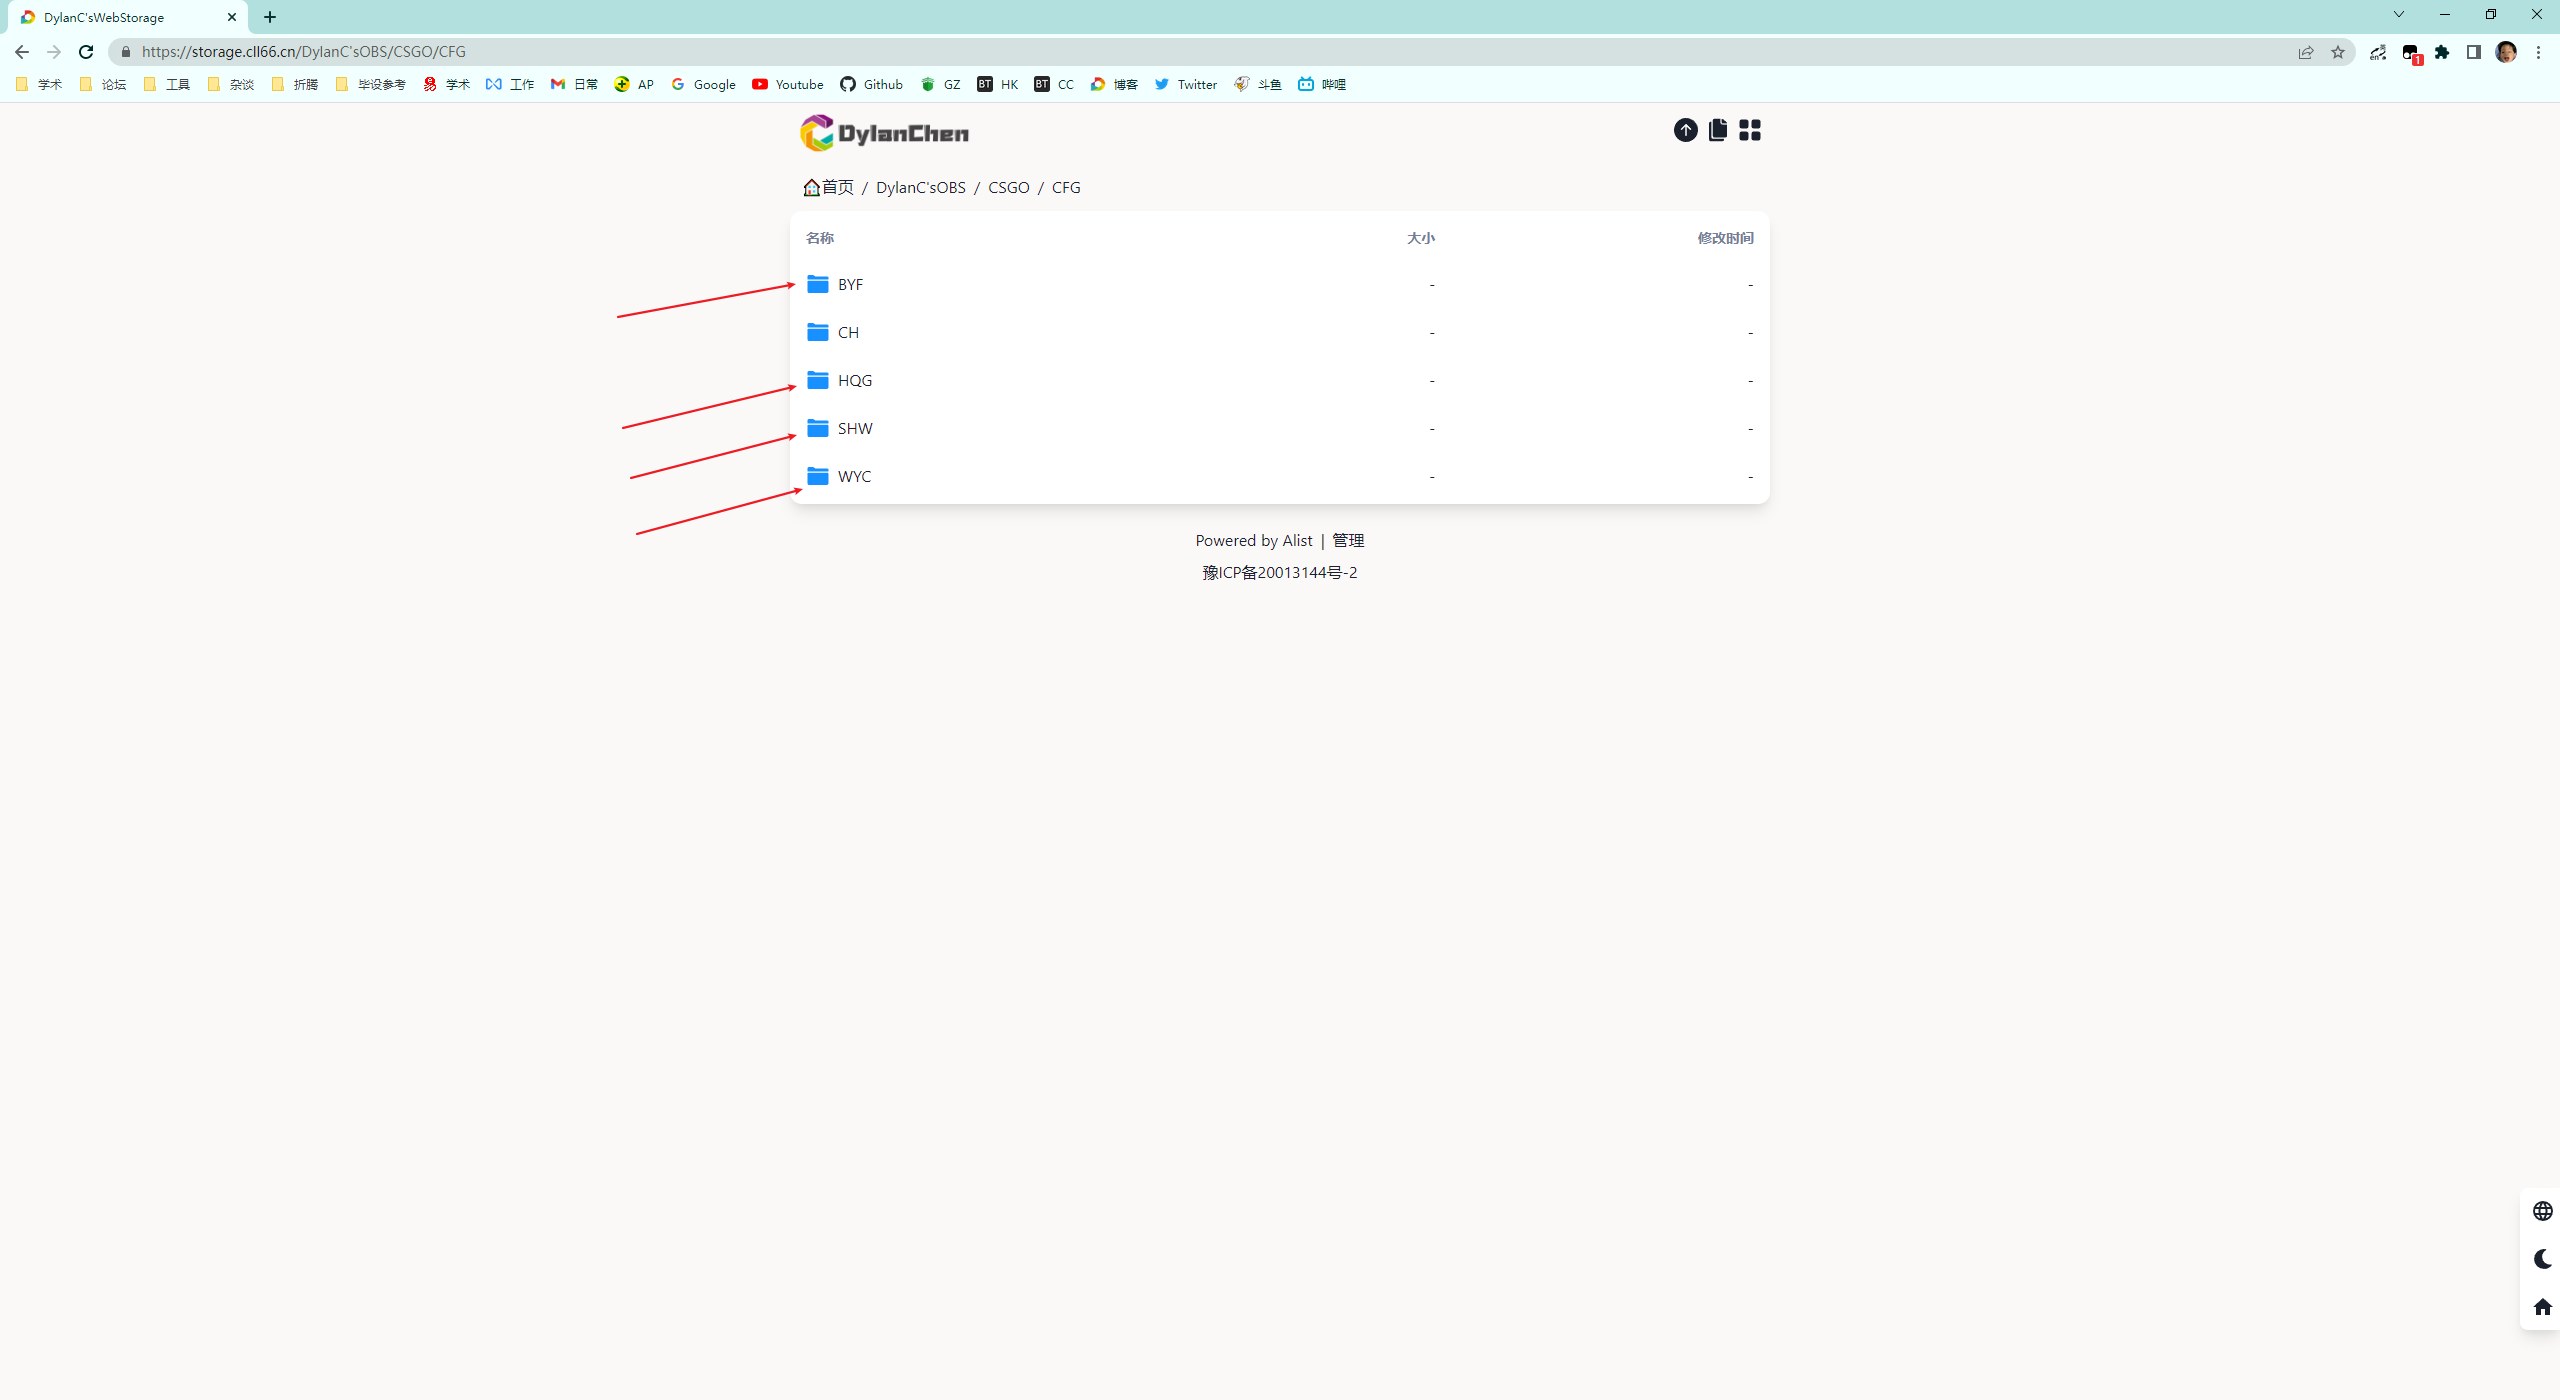 DylanC'sWebStorage
https://storage.cll66.cn/DylanC'sOBS/CSGO/CFG
en
1
学术 论坛 工具 杂谈 折腾 毕设参考 学术 工作 日常 AP Google Youtube Github GZ BT HK BT CC 博客 Twitter 斗鱼 哔哩
DylanChen
首页 / DylanC'sOBS / CSGO / CFG
名称 大小 修改时间
BYF - -
CH - -
HQG - -
SHW - -
WYC - -
Powered by Alist | 管理
豫ICP备20013144号-2